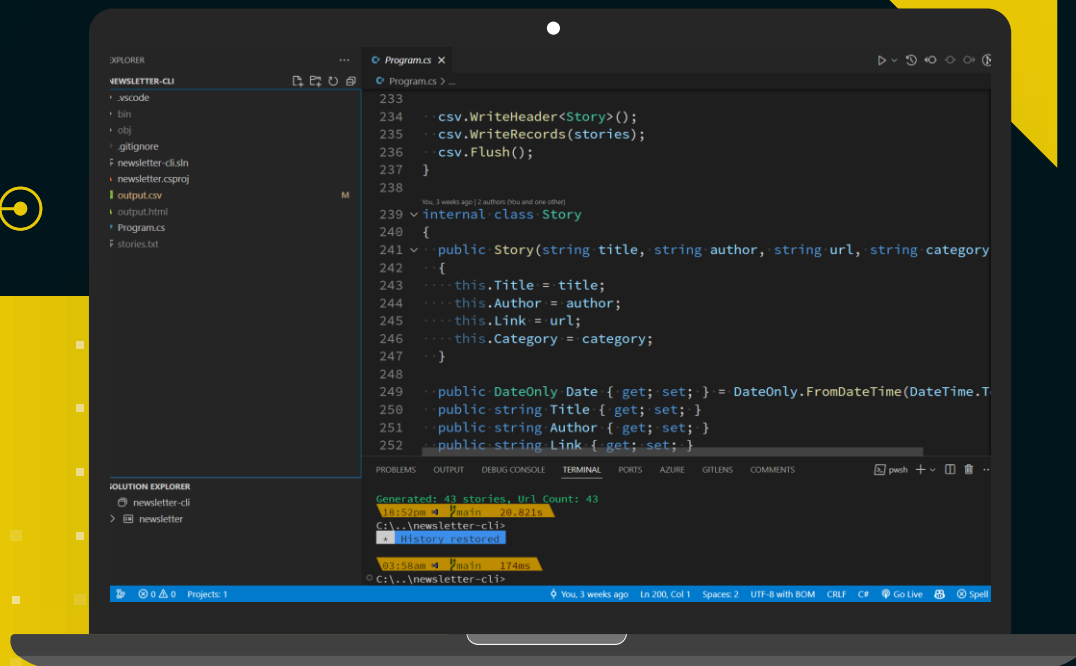 EXPLORER
NEWSLETTER-CLI
.vscode
bin
obj
.gitignore
newsletter-cli.sln
newsletter.csproj
output.csv M
output.html
Program.cs
stories.txt
SOLUTION EXPLORER
newsletter-cli
newsletter
Program.cs
Program.cs > ...
233
234 csv.WriteHeader<Story>();
235 csv.WriteRecords(stories);
236 csv.Flush();
237 }
238
You, 3 weeks ago | 2 authors (You and one other)
239 internal class Story
240 {
241 public Story(string title, string author, string url, string category
242 {
243 this.Title = title;
244 this.Author = author;
245 this.Link = url;
246 this.Category = category;
247 }
248
249 public DateOnly Date { get; set; } = DateOnly.FromDateTime(DateTime.T
250 public string Title { get; set; }
251 public string Author { get; set; }
252 public string Link { get; set; }
PROBLEMS OUTPUT DEBUG CONSOLE TERMINAL PORTS AZURE GITLENS COMMENTS pwsh
Generated: 43 stories, Url Count: 43
18:52pm main 20.821s
C:\..\newsletter-cli>
* History restored
03:58am main 174ms
C:\..\newsletter-cli>
0 0 Projects: 1 You, 3 weeks ago Ln 200, Col 1 Spaces: 2 UTF-8 with BOM CRLF C# Go Live Spell